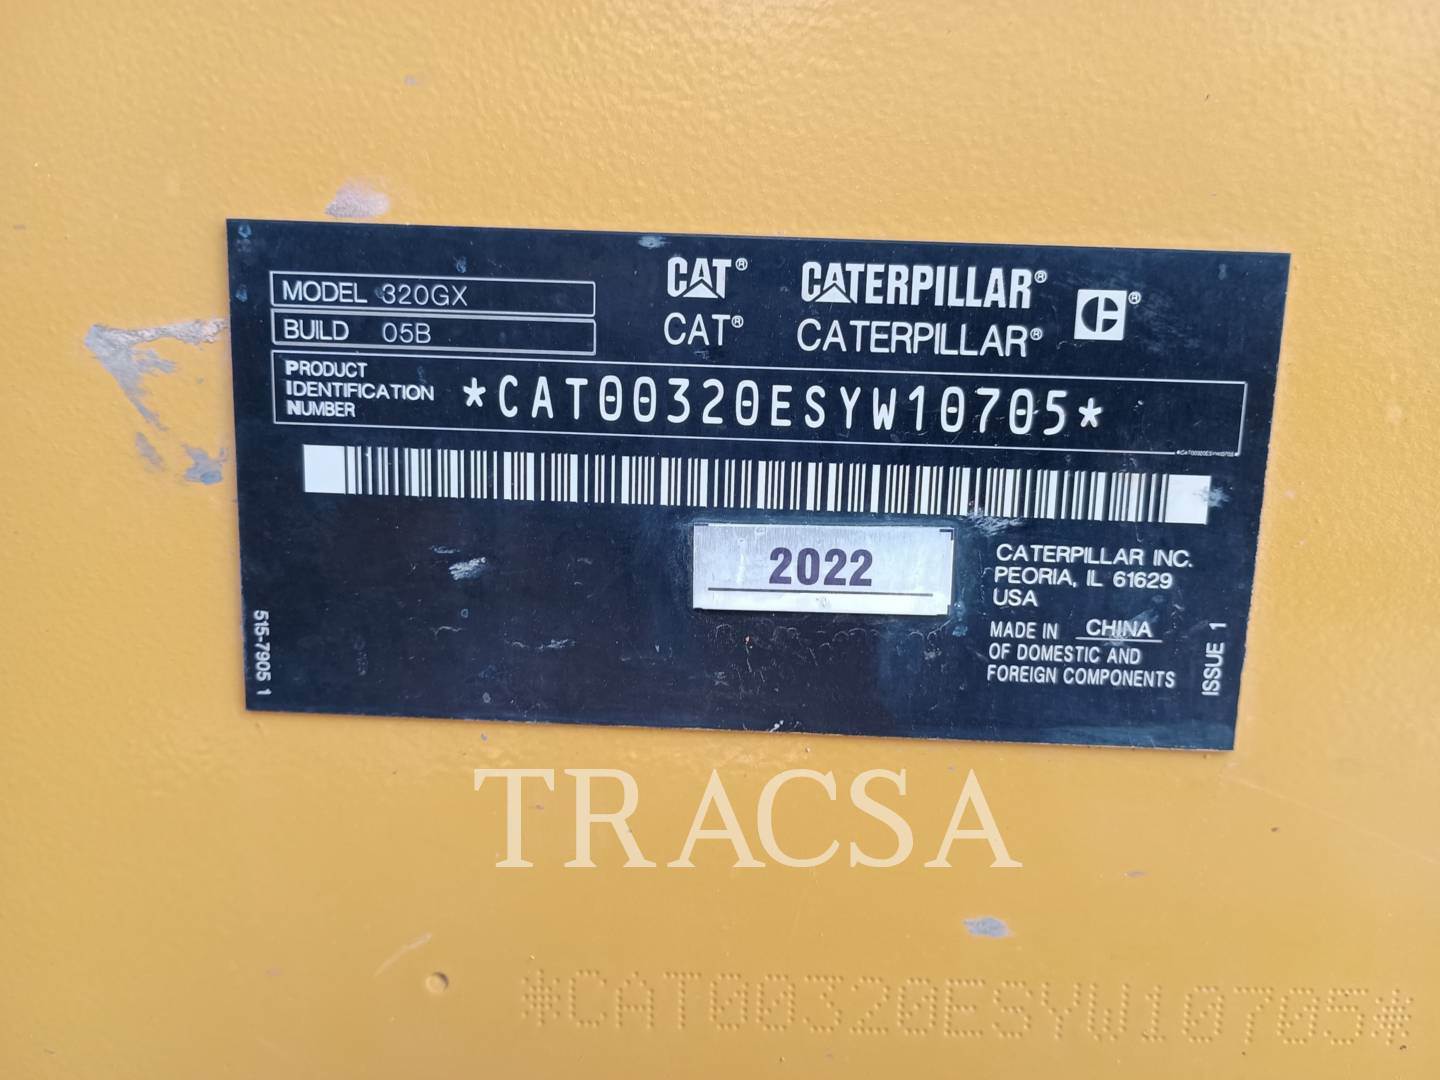 MODEL 320GX
BUILD 05B
CAT® CATERPILLAR® C®
CAT® CATERPILLAR®
PRODUCT
IDENTIFICATION
NUMBER
*CAT00320ESYW10705*
*CAT00320ESYW10705*
2022
CATERPILLAR INC.
PEORIA, IL 61629
USA
MADE IN CHINA
OF DOMESTIC AND
FOREIGN COMPONENTS
515-7905 1
ISSUE 1
TRACSA
*CAT00320ESYW10705*